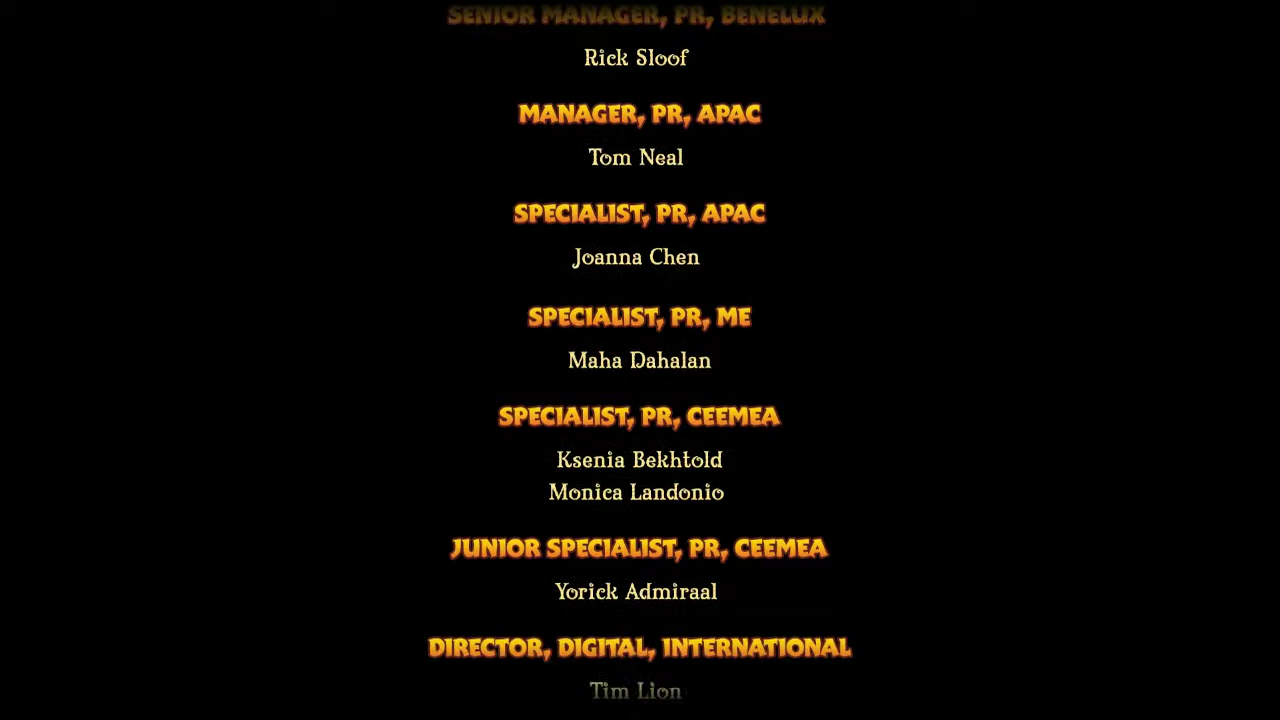 SENIOR MANAGER, PR, BENELUX
Rick Sloof
MANAGER, PR, APAC
Tom Neal
SPECIALIST, PR, APAC
Joanna Chen
SPECIALIST, PR, ME
Maha Dahalan
SPECIALIST, PR, CEEMEA
Ksenia Bekhtold
Monica Landonio
JUNIOR SPECIALIST, PR, CEEMEA
Yorick Admiraal
DIRECTOR, DIGITAL, INTERNATIONAL
Tim Lion